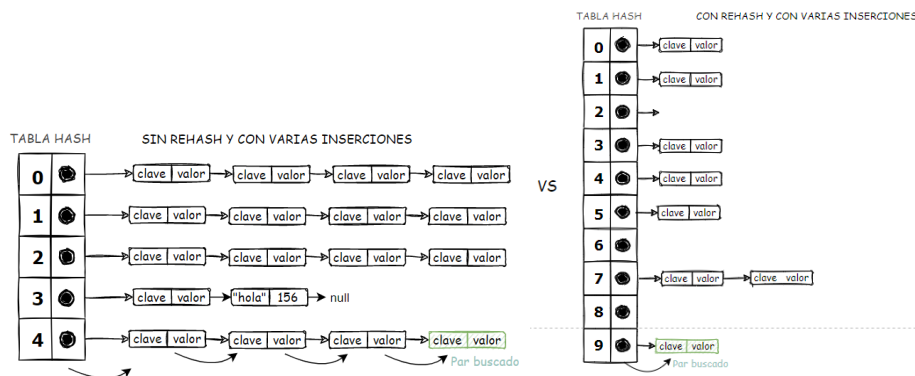 TABLA HASH
SIN REHASH Y CON VARIAS INSERCIONES
0 clave valor clave valor clave valor clave valor
1 clave valor clave valor clave valor clave valor
2 clave valor clave valor clave valor clave valor
3 clave valor "hola" 156 null
4 clave valor clave valor clave valor clave valor
Par buscado
VS
TABLA HASH
CON REHASH Y CON VARIAS INSERCIONES
0 clave valor
1 clave valor
2
3 clave valor
4 clave valor
5 clave valor
6
7 clave valor clave valor
8
9 clave valor
Par buscado